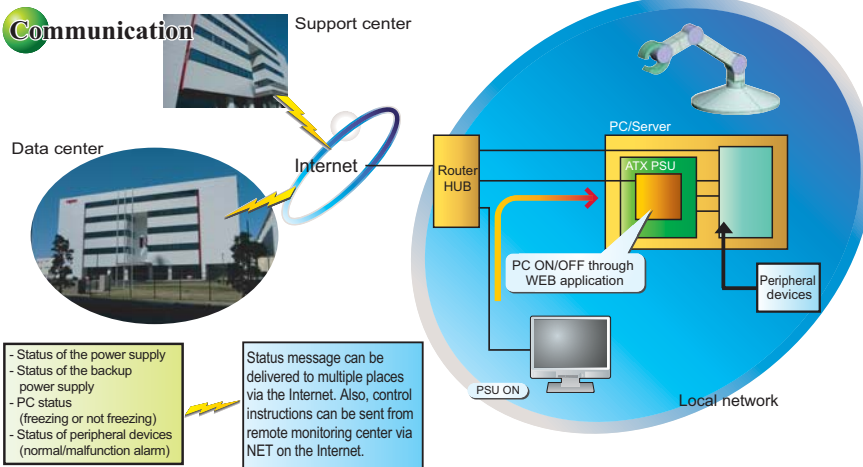 Communication
Support center
Data center
Internet
Router
HUB
PC/Server
ATX PSU
PC ON/OFF through
WEB application
Peripheral
devices
PSU ON
Local network
- Status of the power supply
- Status of the backup
power supply
- PC status
(freezing or not freezing)
- Status of peripheral devices
(normal/malfunction alarm)
Status message can be
delivered to multiple places
via the Internet. Also, control
instructions can be sent from
remote monitoring center via
NET on the Internet.